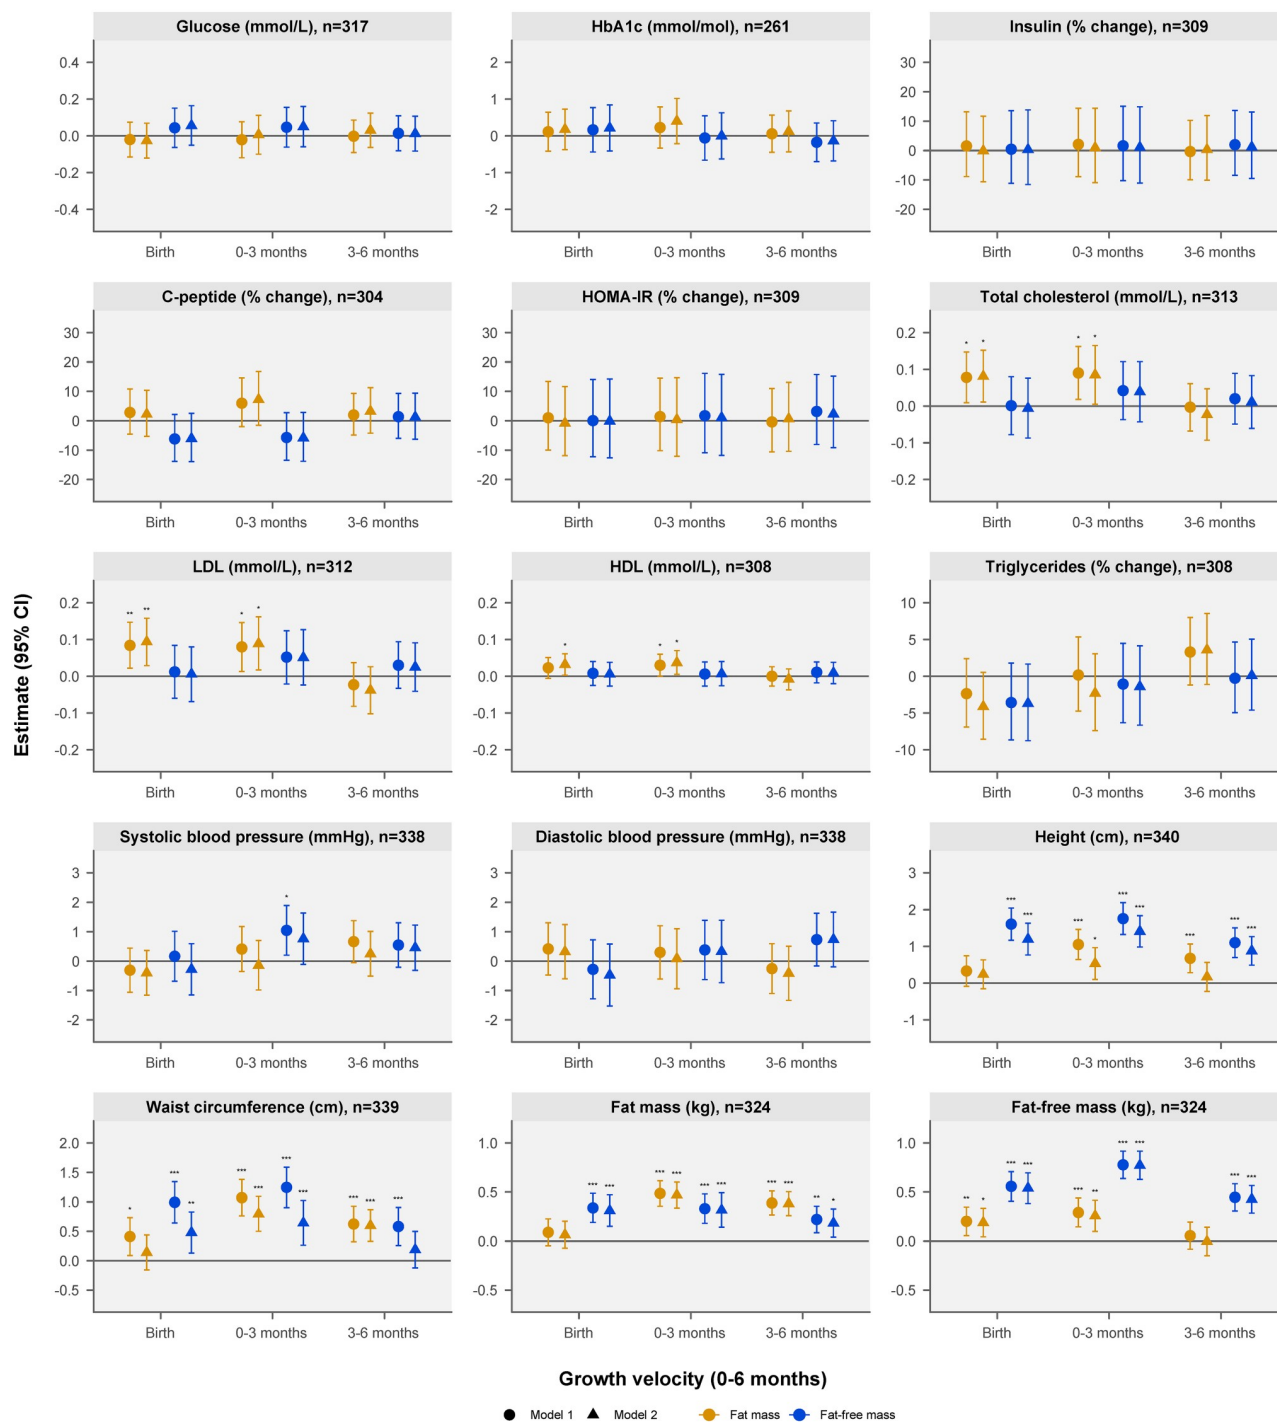 Glucose (mmol/L), n=317
HbA1c (mmol/mol), n=261
Insulin (% change), n=309
0.4
0.2
0.0
-0.2
-0.4
2
1
0
-1
-2
30
20
10
0
-10
-20
Birth 0-3 months 3-6 months
Birth 0-3 months 3-6 months
Birth 0-3 months 3-6 months
C-peptide (% change), n=304
HOMA-IR (% change), n=309
Total cholesterol (mmol/L), n=313
30
20
10
0
-10
-20
30
20
10
0
-10
-20
0.2
0.1
0.0
-0.1
-0.2
* * * *
Birth 0-3 months 3-6 months
Birth 0-3 months 3-6 months
Birth 0-3 months 3-6 months
Estimate (95% CI)
LDL (mmol/L), n=312
HDL (mmol/L), n=308
Triglycerides (% change), n=308
0.2
0.1
0.0
-0.1
-0.2
** ** * *
0.2
0.1
0.0
-0.1
-0.2
* * *
10
5
0
-5
-10
Birth 0-3 months 3-6 months
Birth 0-3 months 3-6 months
Birth 0-3 months 3-6 months
Systolic blood pressure (mmHg), n=338
Diastolic blood pressure (mmHg), n=338
Height (cm), n=340
3
2
1
0
-1
-2
*
3
2
1
0
-1
-2
3
2
1
0
-1
*** *** *** * *** *** *** *** ***
Birth 0-3 months 3-6 months
Birth 0-3 months 3-6 months
Birth 0-3 months 3-6 months
Waist circumference (cm), n=339
Fat mass (kg), n=324
Fat-free mass (kg), n=324
2.0
1.5
1.0
0.5
0.0
-0.5
* *** ** *** *** *** *** *** *** ***
1.0
0.5
0.0
-0.5
*** *** *** *** *** *** *** *** ** *
1.0
0.5
0.0
-0.5
** * *** *** *** ** *** *** *** ***
Birth 0-3 months 3-6 months
Birth 0-3 months 3-6 months
Birth 0-3 months 3-6 months
Growth velocity (0-6 months)
Model 1 Model 2 Fat mass Fat-free mass